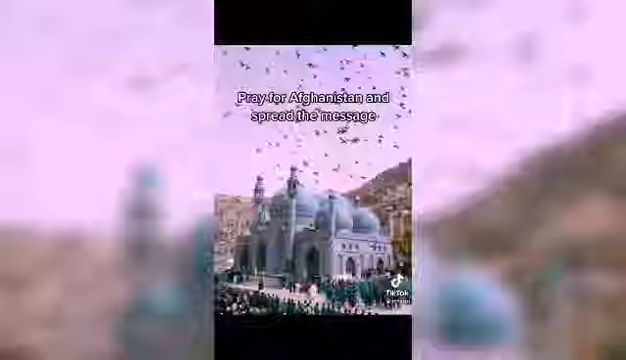 Pray for Afghanistan and
spread the message
TikTok